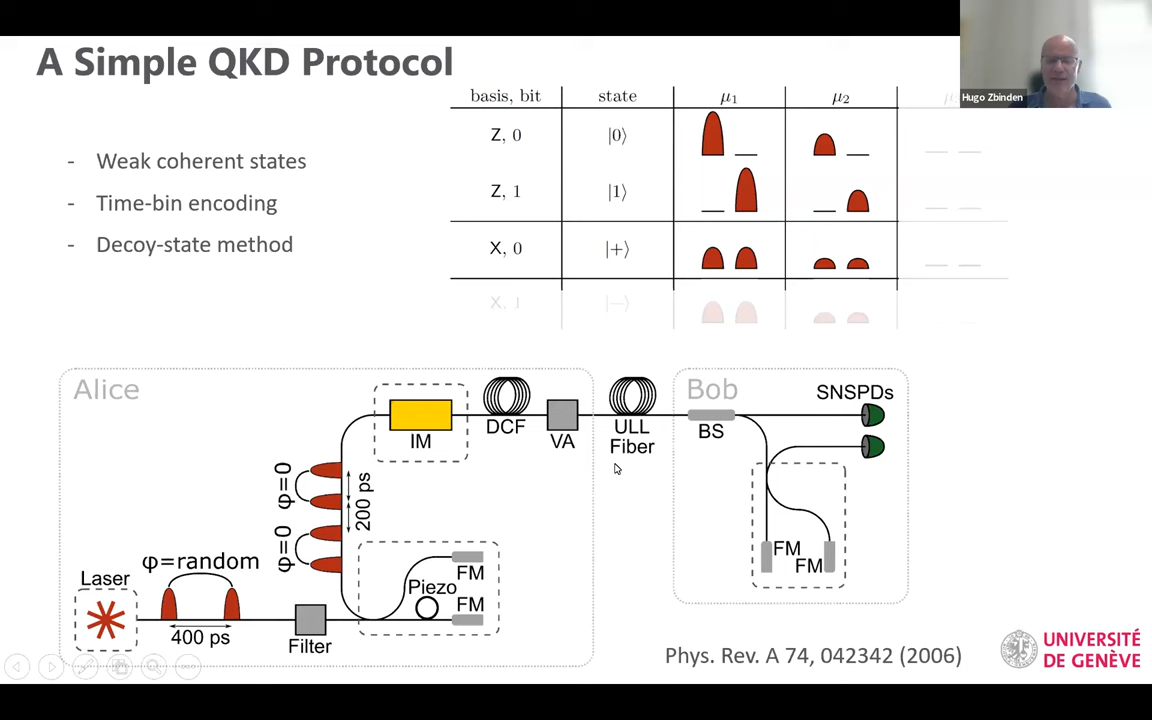 A Simple QKD Protocol
Hugo Zbinden
- Weak coherent states
- Time-bin encoding
- Decoy-state method
basis, bit state μ₁ μ₂
Z, 0 |0⟩
Z, 1 |1⟩
X, 0 |+⟩
X, 1 |−⟩
Alice
IM
DCF
VA
ULL
Fiber
Bob
BS
SNSPDs
FM
FM
φ=0
φ=0
200 ps
φ=random
Laser
400 ps
Filter
Piezo
FM
FM
Phys. Rev. A 74, 042342 (2006)
UNIVERSITÉ
DE GENÈVE